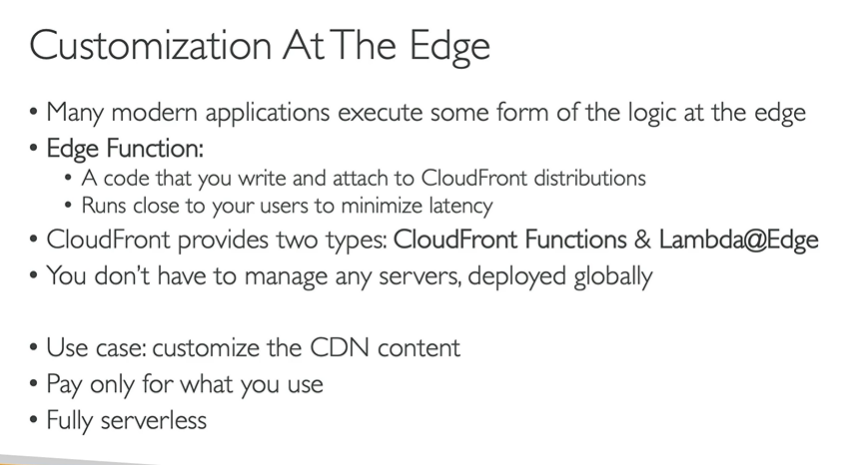 Customization At The Edge
• Many modern applications execute some form of the logic at the edge
• Edge Function:
• A code that you write and attach to CloudFront distributions
• Runs close to your users to minimize latency
• CloudFront provides two types: CloudFront Functions & Lambda@Edge
• You don't have to manage any servers, deployed globally
• Use case: customize the CDN content
• Pay only for what you use
• Fully serverless